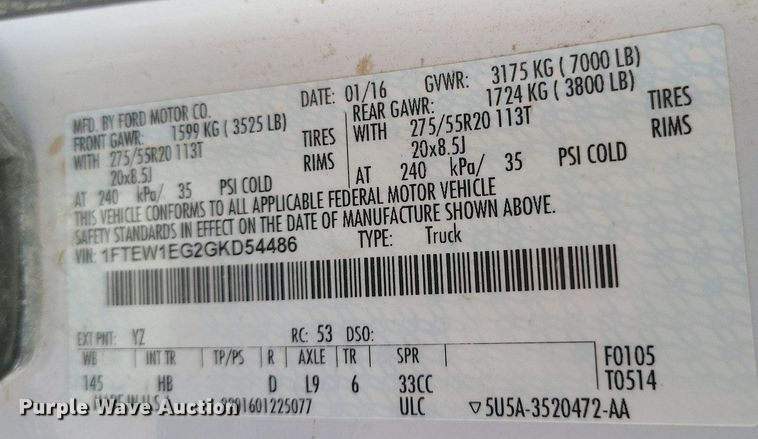 MFD. BY FORD MOTOR CO. DATE: 01/16 GVWR: 3175 KG ( 7000 LB)
FRONT GAWR: 1599 KG ( 3525 LB) REAR GAWR: 1724 KG ( 3800 LB)
WITH 275/55R20 113T TIRES WITH 275/55R20 113T TIRES
20x8.5J RIMS 20x8.5J RIMS
AT 240 kPa/ 35 PSI COLD AT 240 kPa/ 35 PSI COLD
THIS VEHICLE CONFORMS TO ALL APPLICABLE FEDERAL MOTOR VEHICLE
SAFETY STANDARDS IN EFFECT ON THE DATE OF MANUFACTURE SHOWN ABOVE.
VIN: 1FTEW1EG2GKD54486 TYPE: Truck
EXT PNT: YZ RC: 53 DSO:
WB INT TR TP/PS R AXLE TR SPR F0105
145 HB D L9 6 33CC T0514
ULC 5U5A-3520472-AA
Purple Wave Auction